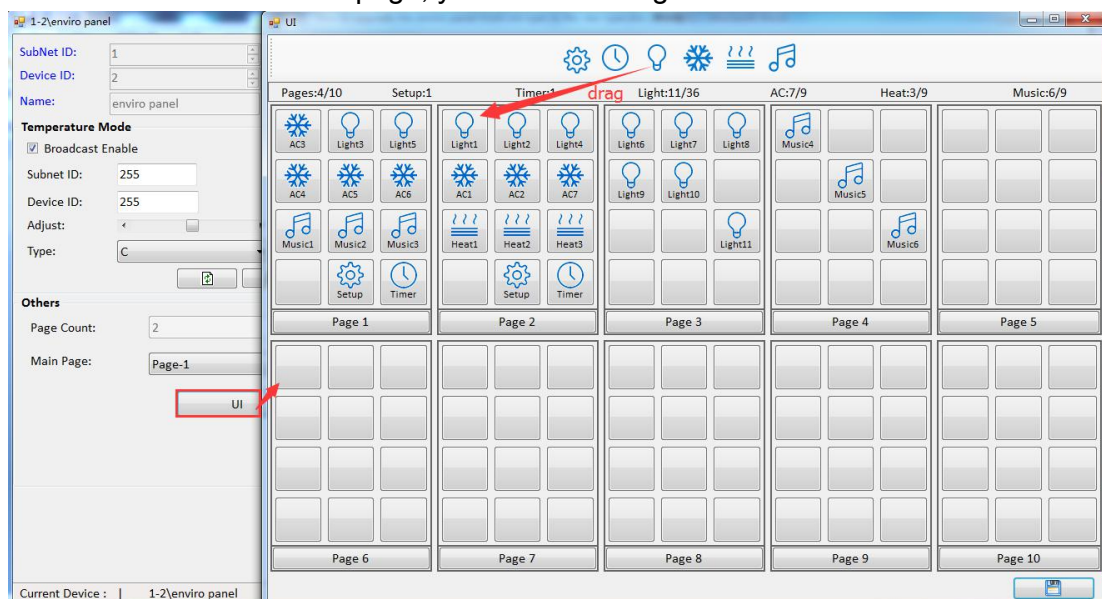 page, y
1-2\enviro panel
SubNet ID: 1
Device ID: 2
Name: enviro panel
Temperature Mode
Broadcast Enable
Subnet ID: 255
Device ID: 255
Adjust:
Type: C
Others
Page Count: 2
Main Page: Page-1
UI
Current Device : | 1-2\enviro panel
UI
drag
Pages:4/10 Setup:1 Timer:1 Light:11/36 AC:7/9 Heat:3/9 Music:6/9
AC3 Light3 Light5 Light1 Light2 Light4 Light6 Light7 Light8 Music4
AC4 AC5 AC6 AC1 AC2 AC7 Light9 Light10 Music5
Music1 Music2 Music3 Heat1 Heat2 Heat3 Light11 Music6
Setup Timer Setup Timer
Page 1 Page 2 Page 3 Page 4 Page 5
Page 6 Page 7 Page 8 Page 9 Page 10